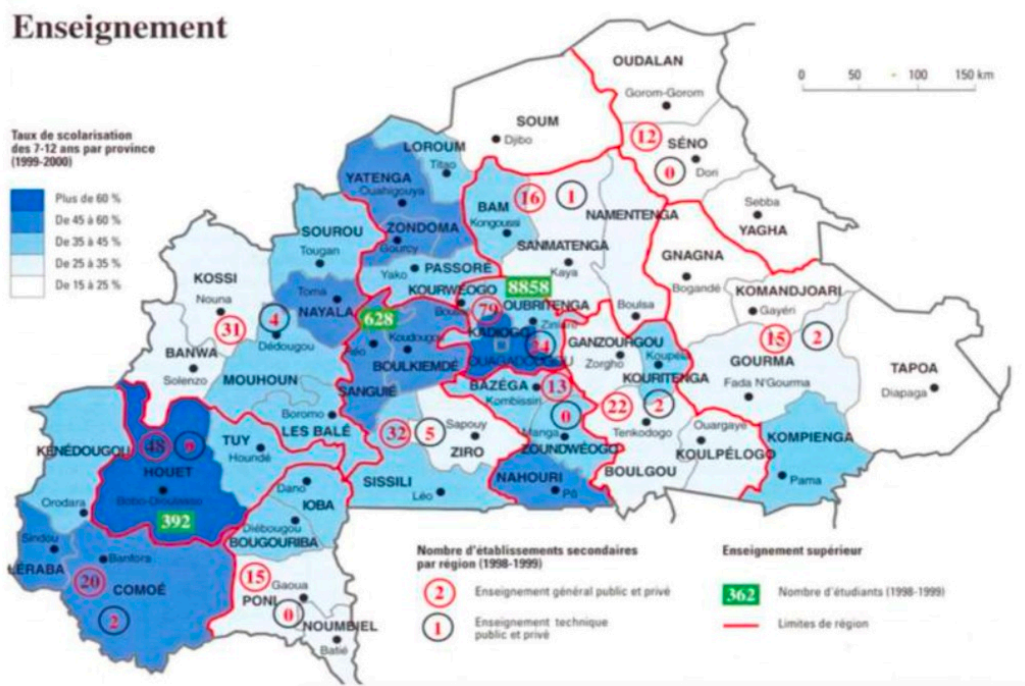 Enseignement
OUDALAN
0 50 100 150 km
Gorom-Gorom
SOUM
Djibo
12
SÉNO
0
Dori
Taux de scolarisation
des 7-12 ans par province
(1999-2000)
Plus de 60 %
De 45 à 60 %
De 35 à 45 %
De 25 à 35 %
De 15 à 25 %
LOROUM
Titao
YATENGA
Ouahigouya
BAM
16
1
Kongoussi
NAMENTENGA
Sebba
YAGHA
SOUROU
Tougan
ZONDOMA
Gourcy
SANMATENGA
Kaya
GNAGNA
Bogandé
KOSSI
Nouna
Yako
PASSORÉ
KOURWÉOGO
8858
OUBRITENGA
Boulsa
KOMANDJOARI
Gayéri
Toma
NAYALA
628
79
Ziniaré
31
4
Dédougou
KADIOGO
24
OUAGADOUGOU
GANZOURGOU
Zorgho
Koupéla
15
2
GOURMA
Koudougou
BOULKIEMDÉ
BANWA
Solenzo
KOURITENGA
Fada N'Gourma
TAPOA
Diapaga
MOUHOUN
SANGUIÉ
BAZÉGA
13
Kombissiri
22
2
Boromo
LES BALÉ
32
5
Sapouy
ZIRO
0
Manga
Tenkodogo
Ouargaye
KOMPIENGA
Pama
KÉNÉDOUGOU
48
9
TUY
Houndé
ZOUNDWÉOGO
BOULGOU
KOULPÉLOGO
HOUET
Bobo-Dioulasso
392
Dano
IOBA
SISSILI
Léo
NAHOURI
Pô
Orodara
Diébougou
BOUGOURIBA
Sindou
LÉRABA
Banfora
20
COMOÉ
2
15
Gaoua
PONI
0
NOUMBIEL
Batié
Nombre d'établissements secondaires
par région (1998-1999)
2
Enseignement général public et privé
1
Enseignement technique
public et privé
Enseignement supérieur
362
Nombre d'étudiants (1998-1999)
Limites de région